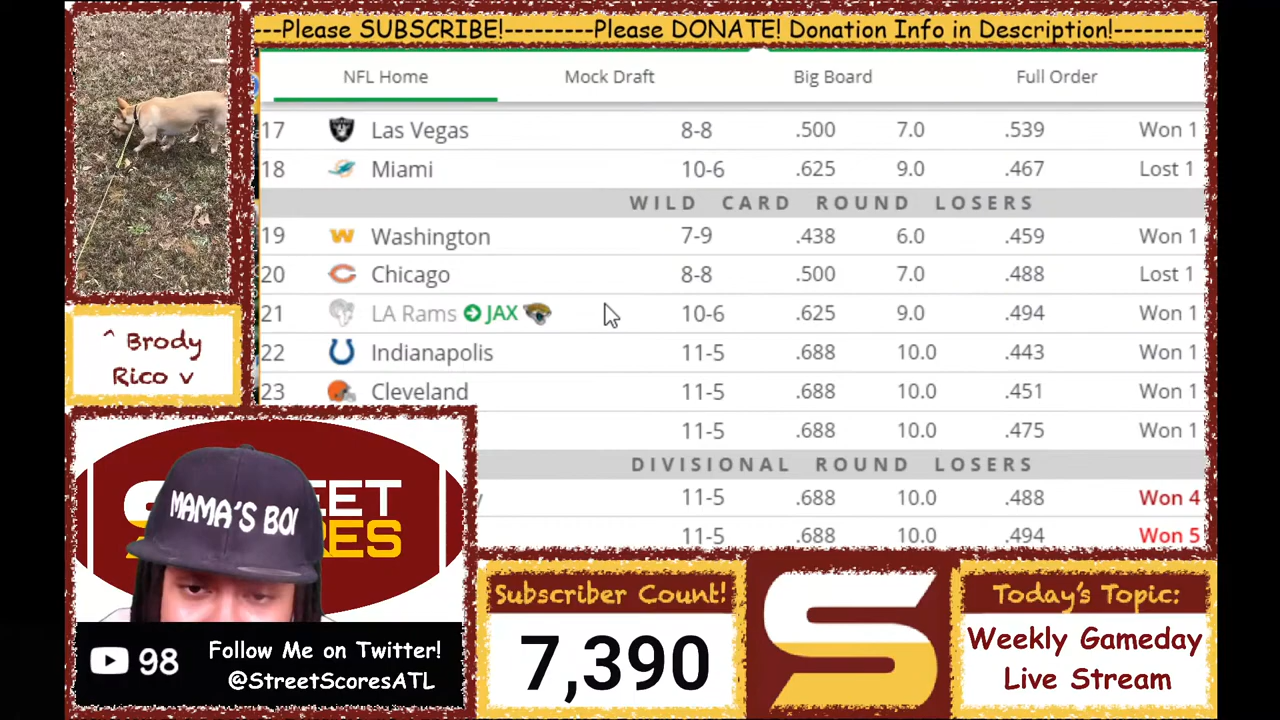 ---Please SUBSCRIBE!---------Please DONATE! Donation Info in Description!---------
NFL Home Mock Draft Big Board Full Order
17 Las Vegas 8-8 .500 7.0 .539 Won 1
18 Miami 10-6 .625 9.0 .467 Lost 1
WILD CARD ROUND LOSERS
19 Washington 7-9 .438 6.0 .459 Won 1
20 Chicago 8-8 .500 7.0 .488 Lost 1
21 LA Rams JAX 10-6 .625 9.0 .494 Won 1
22 Indianapolis 11-5 .688 10.0 .443 Won 1
23 Cleveland 11-5 .688 10.0 .451 Won 1
11-5 .688 10.0 .475 Won 1
DIVISIONAL ROUND LOSERS
11-5 .688 10.0 .488 Won 4
11-5 .688 10.0 .494 Won 5
^ Brody
Rico v
MAMA'S BOI
98
Follow Me on Twitter!
@StreetScoresATL
Subscriber Count!
7,390
S
Today's Topic:
Weekly Gameday
Live Stream